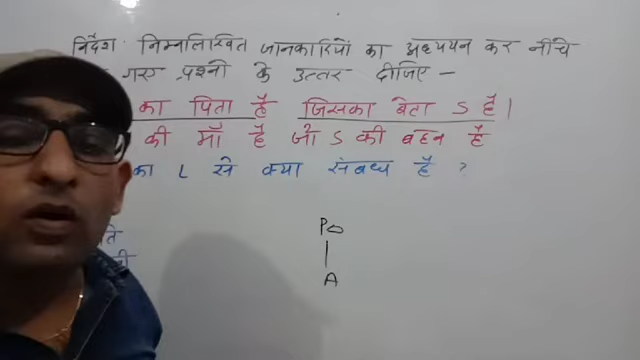 निर्देश - निम्नलिखित जानकारियों का अध्ययन कर नीचे
गए प्रश्नों के उत्तर दीजिए -
का पिता है जिसका बेटा S है।
की माँ है जो S की बहन है
का L से क्या संबंध है ?
P
A